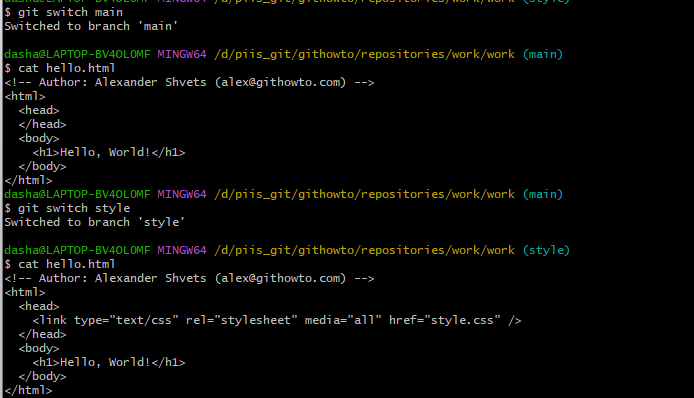 dasha@LAPTOP-BV4OLOMF MINGW64 /d/piis_git/githowto/repositories/work/work (style)
$ git switch main
Switched to branch 'main'
dasha@LAPTOP-BV4OLOMF MINGW64 /d/piis_git/githowto/repositories/work/work (main)
$ cat hello.html
<!-- Author: Alexander Shvets (alex@githowto.com) -->
<html>
  <head>
  </head>
  <body>
    <h1>Hello, World!</h1>
  </body>
</html>
dasha@LAPTOP-BV4OLOMF MINGW64 /d/piis_git/githowto/repositories/work/work (main)
$ git switch style
Switched to branch 'style'
dasha@LAPTOP-BV4OLOMF MINGW64 /d/piis_git/githowto/repositories/work/work (style)
$ cat hello.html
<!-- Author: Alexander Shvets (alex@githowto.com) -->
<html>
  <head>
    <link type="text/css" rel="stylesheet" media="all" href="style.css" />
  </head>
  <body>
    <h1>Hello, World!</h1>
  </body>
</html>